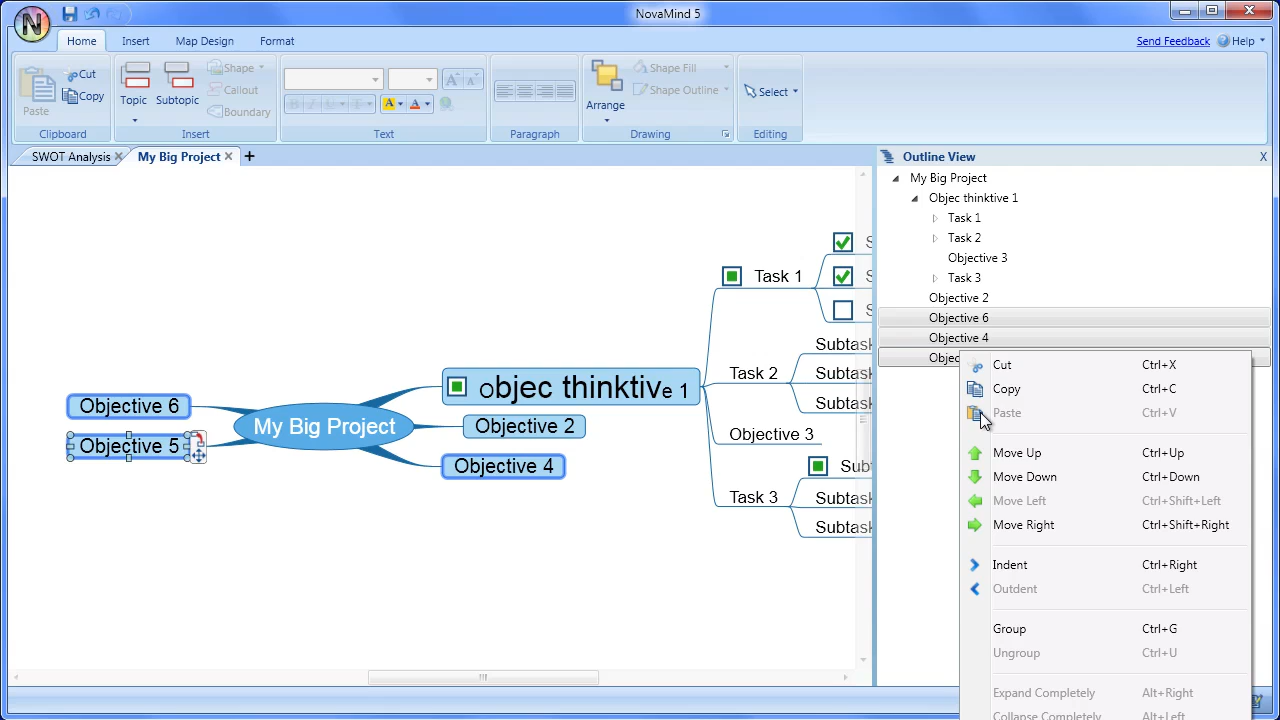 NovaMind 5
Home Insert Map Design Format
Send Feedback Help
Paste
Cut
Copy
Clipboard
Topic
Subtopic
Shape
Callout
Boundary
Insert
Text
Paragraph
Arrange
Shape Fill
Shape Outline
Drawing
Select
Editing
SWOT Analysis
My Big Project
Outline View
My Big Project
Objec thinktive 1
Task 1
Task 2
Objective 3
Task 3
Objective 2
Objective 6
Objective 4
Objec
Objective 6
Objective 5
My Big Project
Objec thinktive 1
Objective 2
Objective 4
Task 1
S
S
S
Task 2
Subtask
Subtask
Subtask
Objective 3
Task 3
Subt
Subtask
Subtask
Cut Ctrl+X
Copy Ctrl+C
Paste Ctrl+V
Move Up Ctrl+Up
Move Down Ctrl+Down
Move Left Ctrl+Shift+Left
Move Right Ctrl+Shift+Right
Indent Ctrl+Right
Outdent Ctrl+Left
Group Ctrl+G
Ungroup Ctrl+U
Expand Completely Alt+Right
Collapse Completely Alt+Left